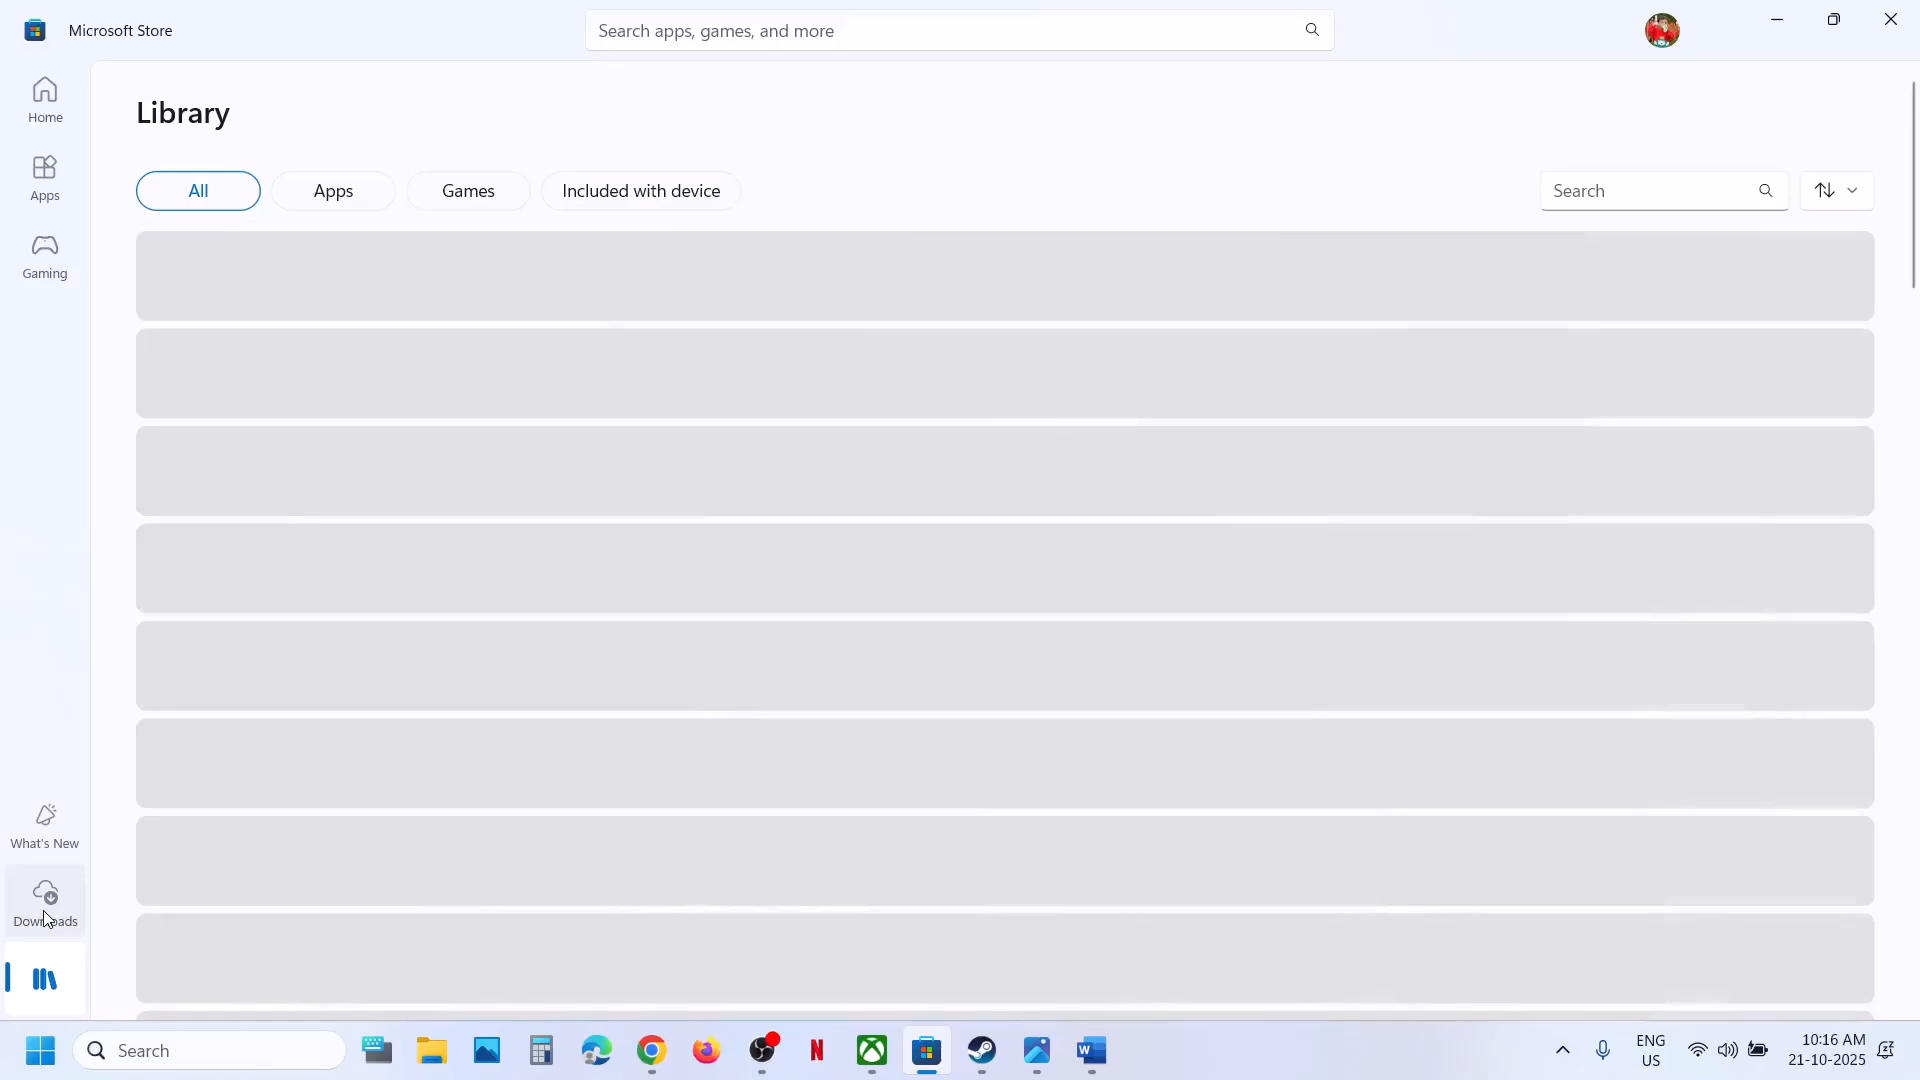 Microsoft Store
Search apps, games, and more
Home
Apps
Gaming
Library
All
Apps
Games
Included with device
Search
What's New
Downloads
Search
ENG
US
10:16 AM
21-10-2025